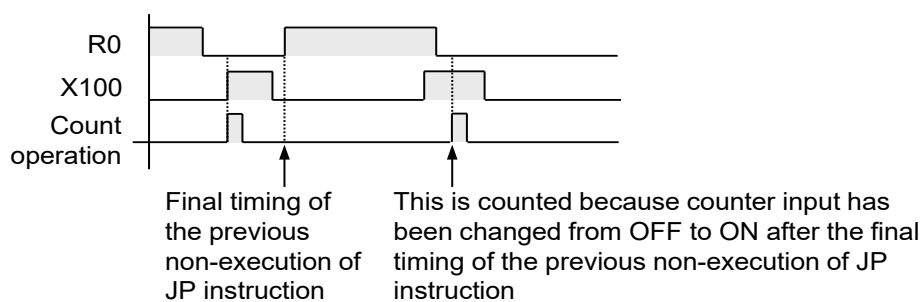 R0
X100
Count
operation
Final timing of
the previous
non-execution of
JP instruction
This is counted because counter input has
been changed from OFF to ON after the final
timing of the previous non-execution of JP
instruction